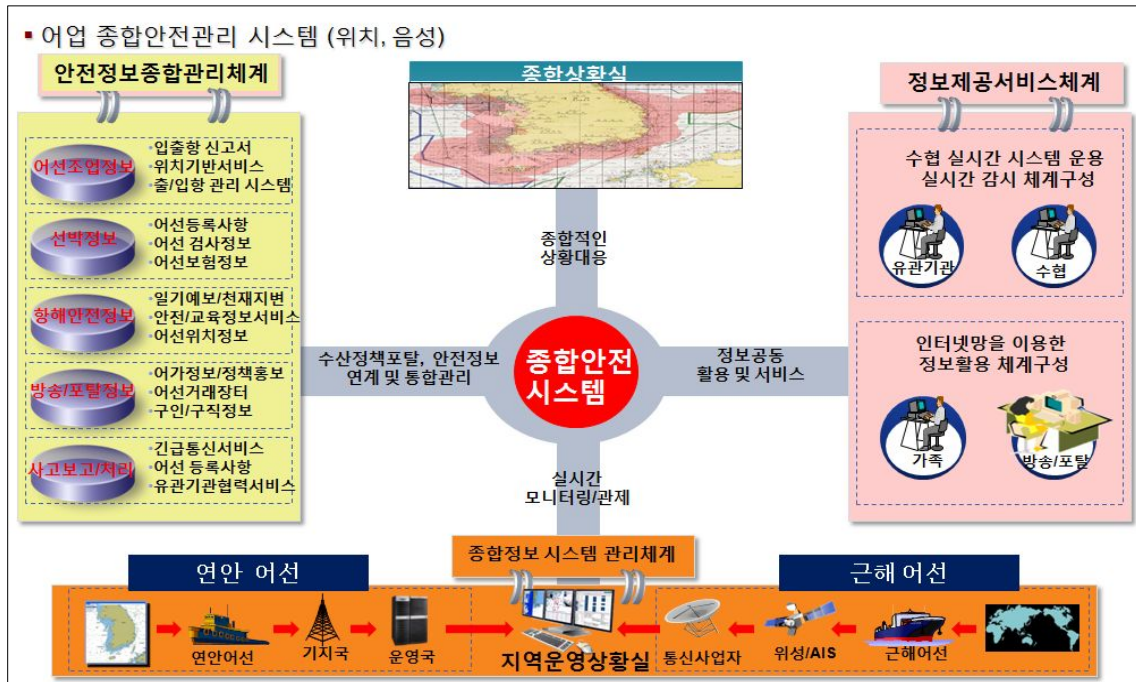 ▪ 어업 종합안전관리 시스템 (위치, 음성)
안전정보종합관리체계
어선조업정보
•입출항 신고서
•위치기반서비스
•출/입항 관리 시스템
선박정보
•어선등록사항
•어선 검사정보
•어선보험정보
항해안전정보
•일기예보/천재지변
•안전/교육정보서비스
•어선위치정보
방송/포탈정보
•어가정보/정책홍보
•어선거래장터
•구인/구직정보
사고보고/처리
•긴급통신서비스
•어선 등록사항
•유관기관협력서비스
종합상황실
종합적인
상황대응
수산정책포탈, 안전정보
연계 및 통합관리
종합안전
시스템
정보공동
활용 및 서비스
실시간
모니터링/관제
정보제공서비스체계
수협 실시간 시스템 운용
실시간 감시 체계구성
유관기관
수협
인터넷망을 이용한
정보활용 체계구성
가족
방송/포탈
종합정보 시스템 관리체계
연안 어선
근해 어선
연안어선
기지국
운영국
지역운영상황실
통신사업자
위성/AIS
근해어선